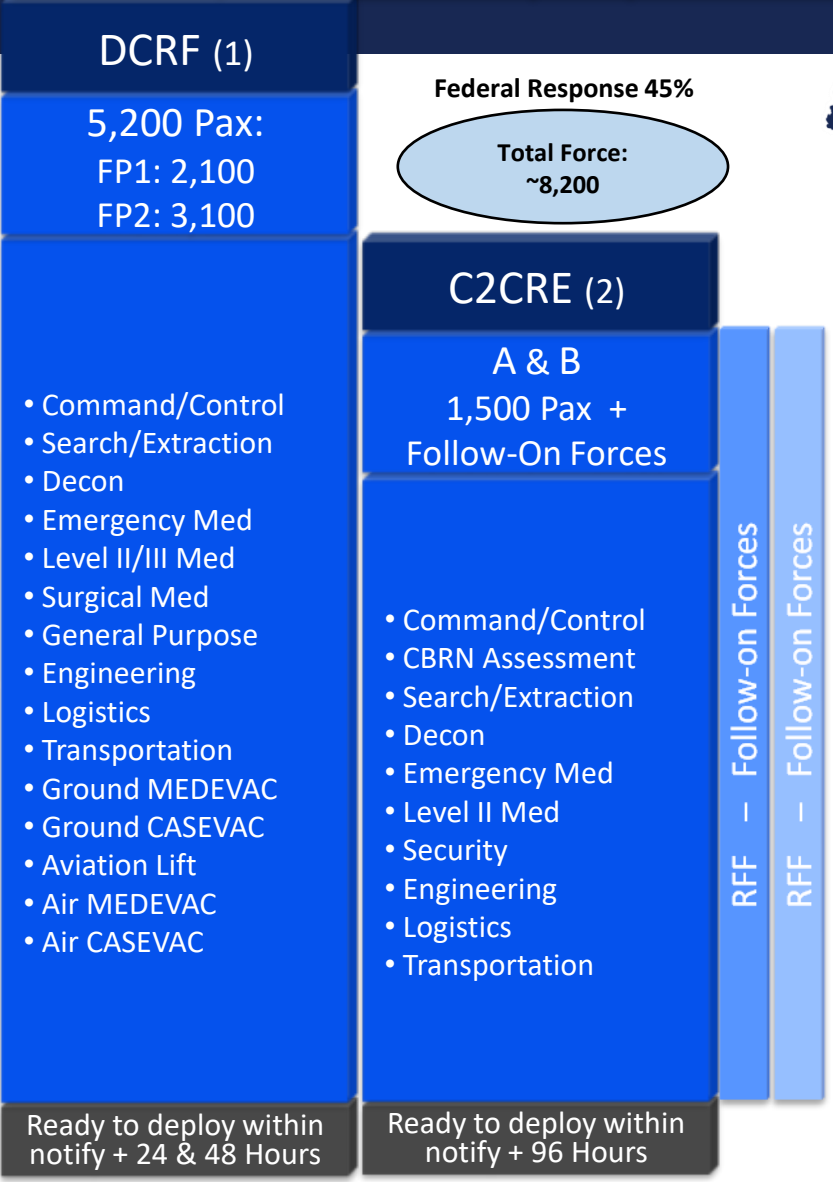 DCRF (1)
5,200 Pax:
FP1: 2,100
FP2: 3,100
• Command/Control
• Search/Extraction
• Decon
• Emergency Med
• Level II/III Med
• Surgical Med
• General Purpose
• Engineering
• Logistics
• Transportation
• Ground MEDEVAC
• Ground CASEVAC
• Aviation Lift
• Air MEDEVAC
• Air CASEVAC
Ready to deploy within
notify + 24 & 48 Hours
Federal Response 45%
Total Force:
~8,200
C2CRE (2)
A & B
1,500 Pax +
Follow-On Forces
• Command/Control
• CBRN Assessment
• Search/Extraction
• Decon
• Emergency Med
• Level II Med
• Security
• Engineering
• Logistics
• Transportation
Ready to deploy within
notify + 96 Hours
RFF – Follow-on Forces
RFF – Follow-on Forces